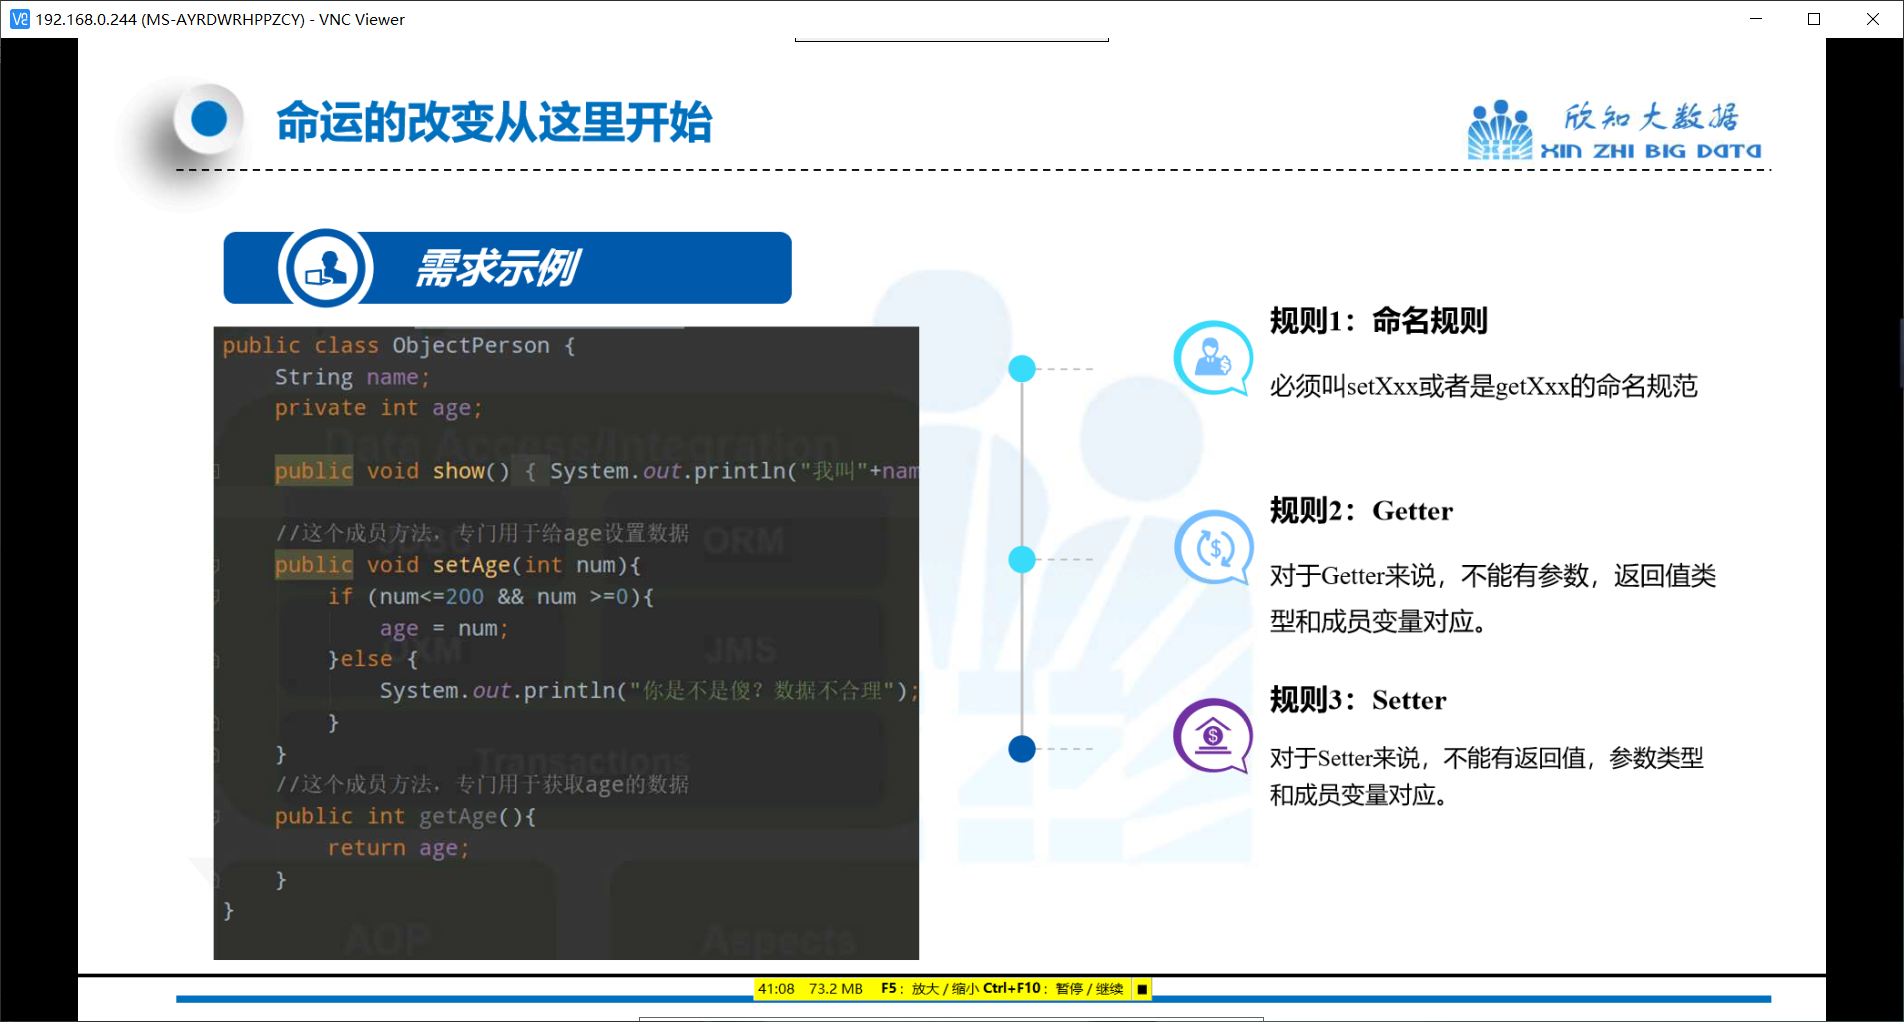 192.168.0.244 (MS-AYRDWRHPPZCY) - VNC Viewer
命运的改变从这里开始
欣知大数据
XIN ZHI BIG DATA
需求示例
public class ObjectPerson {
String name;
private int age;
Data Access/Integration
public void show() { System.out.println("我叫"+nam
//这个成员方法，专门用于给age设置数据
JDBC
ORM
public void setAge(int num){
if (num<=200 && num >=0){
age = num;
OXM
JMS
}else {
System.out.println("你是不是傻？数据不合理");
}
}
Transactions
//这个成员方法，专门用于获取age的数据
public int getAge(){
return age;
}
}
AOP
Aspects
规则1：命名规则
必须叫setXxx或者是getXxx的命名规范
规则2：Getter
对于Getter来说，不能有参数，返回值类
型和成员变量对应。
规则3：Setter
对于Setter来说，不能有返回值，参数类型
和成员变量对应。
41:08 73.2 MB F5：放大 / 缩小 Ctrl+F10：暂停 / 继续